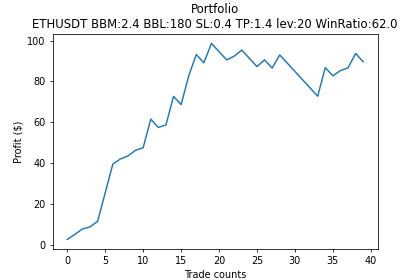 Portfolio
ETHUSDT BBM:2.4 BBL:180 SL:0.4 TP:1.4 lev:20 WinRatio:62.0
100
80
60
40
20
0
Profit ($)
0 5 10 15 20 25 30 35 40
Trade counts